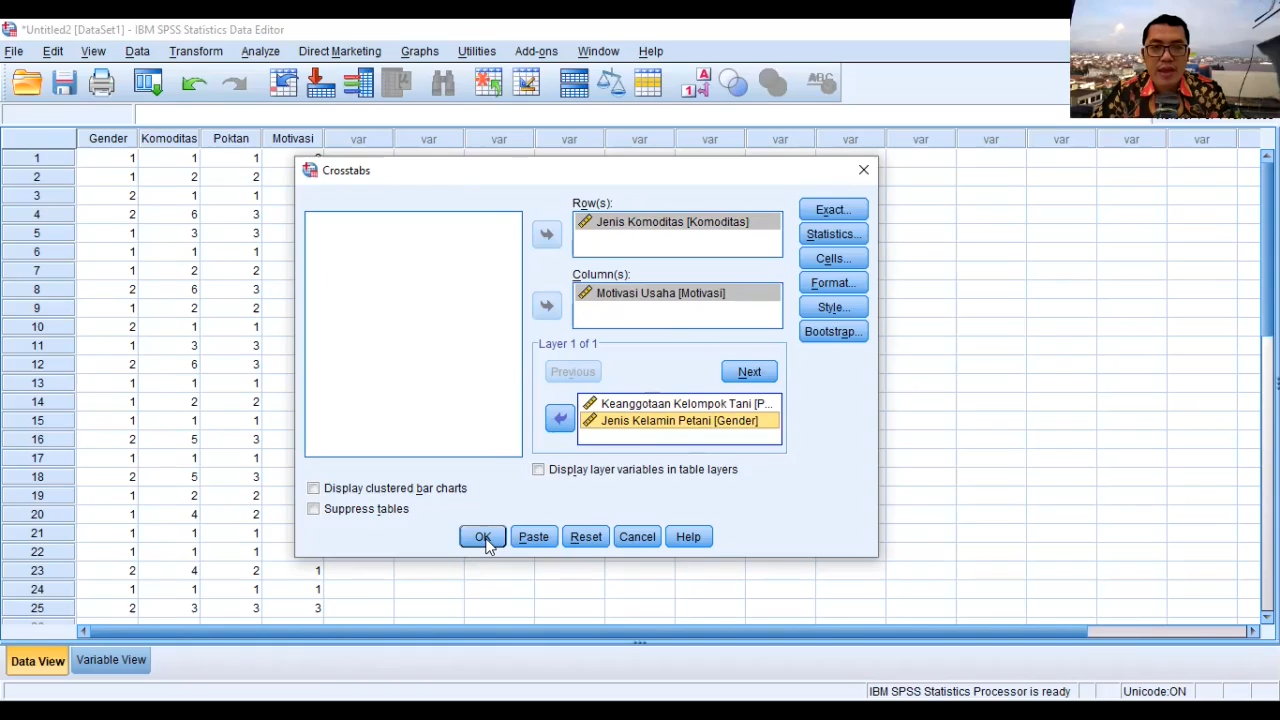 *Untitled2 [DataSet1] - IBM SPSS Statistics Data Editor
File Edit View Data Transform Analyze Direct Marketing Graphs Utilities Add-ons Window Help
Gender Komoditas Poktan Motivasi var var var var var var var var var var var var var
1 1 1 1
2 1 2 2
3 2 1 1
4 2 6 3
5 1 3 3
6 1 1 1
7 1 2 2
8 2 6 3
9 1 2 2
10 2 1 1
11 1 3 3
12 2 6 3
13 1 1 1
14 1 2 2
15 1 1 1
16 2 5 3
17 1 1 1
18 2 5 3
19 1 2 2
20 1 4 2
21 1 1 1
22 1 1 1
23 2 4 2 1
24 1 1 1 1
25 2 3 3 3
Crosstabs
Row(s):
Jenis Komoditas [Komoditas]
Column(s):
Motivasi Usaha [Motivasi]
Layer 1 of 1
Previous Next
Keanggotaan Kelompok Tani [P...
Jenis Kelamin Petani [Gender]
Display layer variables in table layers
Exact...
Statistics...
Cells...
Format...
Style...
Bootstrap...
Display clustered bar charts
Suppress tables
OK Paste Reset Cancel Help
Data View Variable View
IBM SPSS Statistics Processor is ready Unicode:ON